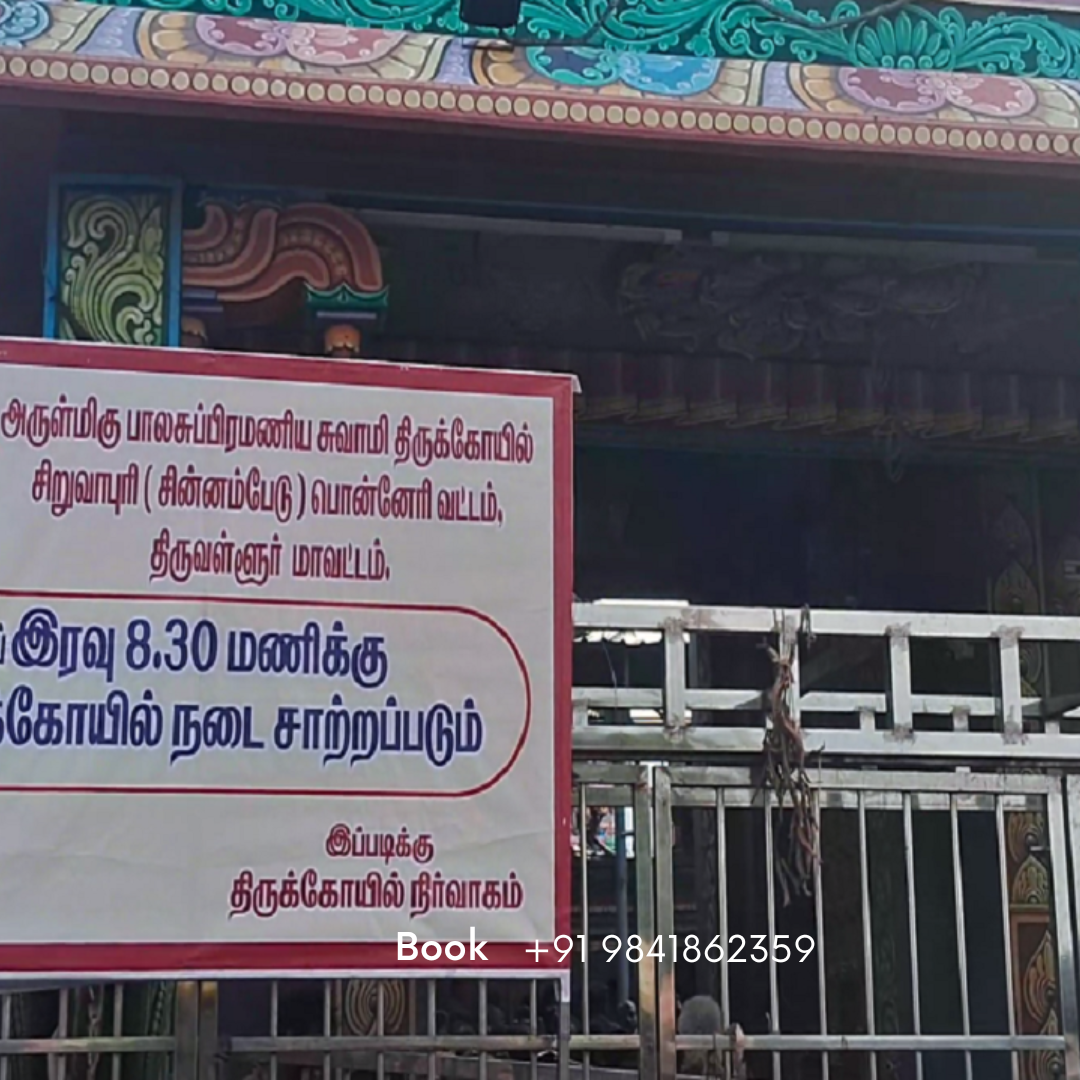 அருள்மிகு பாலசுப்பிரமணிய சுவாமி திருக்கோயில்
சிறுவாபுரி ( சின்னம்பேடு ) பொன்னேரி வட்டம்,
திருவள்ளூர் மாவட்டம்.
இரவு 8.30 மணிக்கு
க்கோயில் நடை சாற்றப்படும்
இப்படிக்கு
திருக்கோயில் நிர்வாகம்
Book +91 9841862359